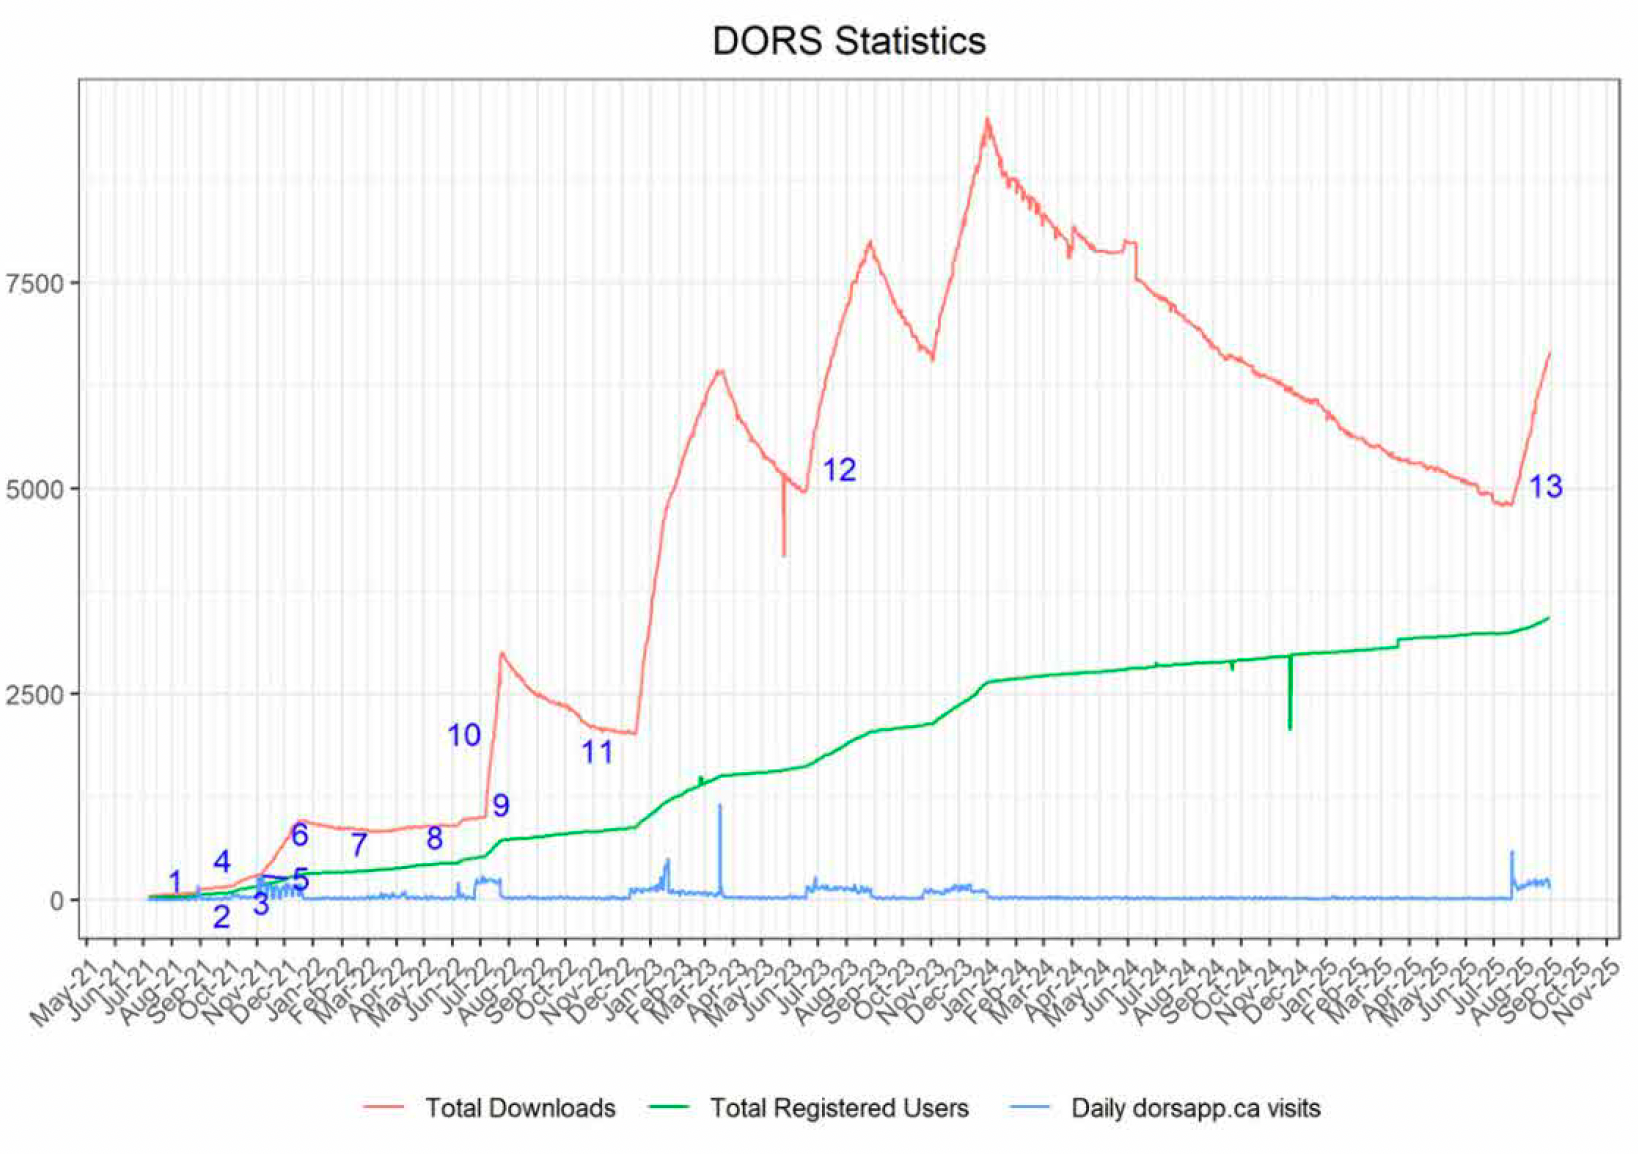 DORS Statistics
7500
5000
2500
0
12
13
10
11
9
8
7
6
5
4
3
2
1
May-21
Jun-21
Jul-21
Aug-21
Sep-21
Oct-21
Nov-21
Dec-21
Jan-22
Feb-22
Mar-22
Apr-22
May-22
Jun-22
Jul-22
Aug-22
Sep-22
Oct-22
Nov-22
Dec-22
Jan-23
Feb-23
Mar-23
Apr-23
May-23
Jun-23
Jul-23
Aug-23
Sep-23
Oct-23
Nov-23
Dec-23
Jan-24
Feb-24
Mar-24
Apr-24
May-24
Jun-24
Jul-24
Aug-24
Sep-24
Oct-24
Nov-24
Dec-24
Jan-25
Feb-25
Mar-25
Apr-25
May-25
Jun-25
Jul-25
Aug-25
Sep-25
Oct-25
Nov-25
Total Downloads
Total Registered Users
Daily dorsapp.ca visits